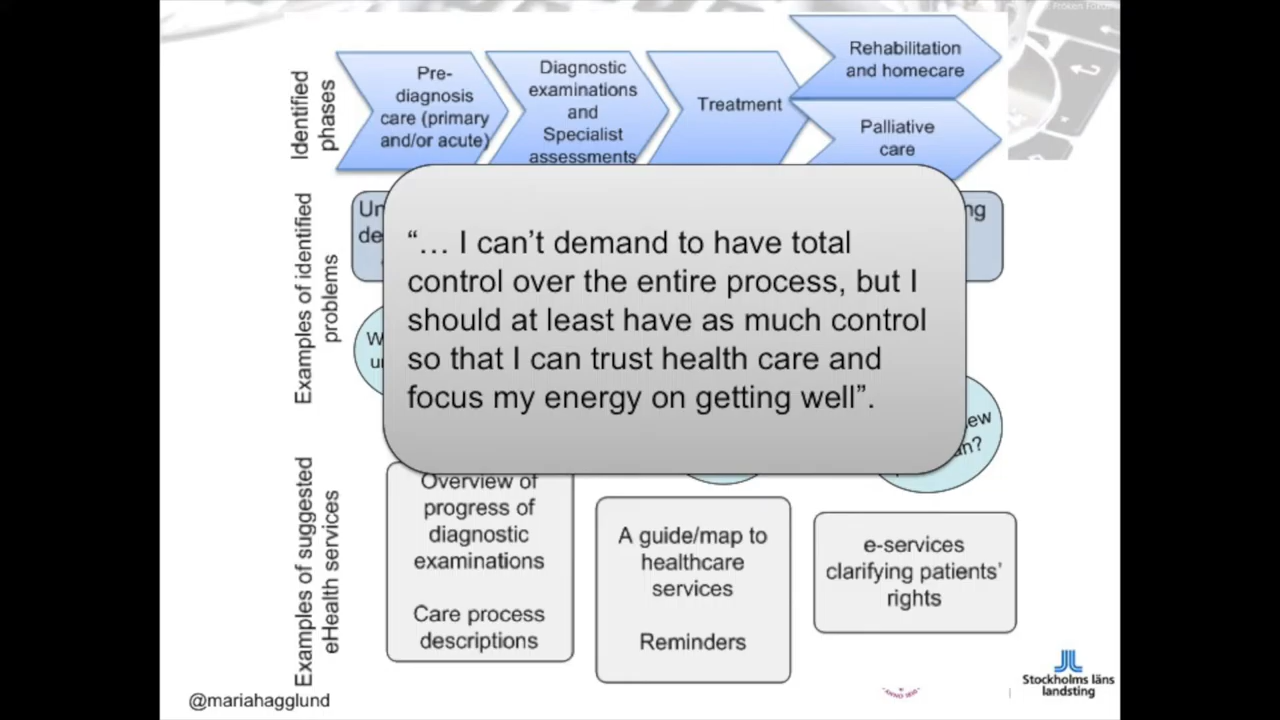 Identified
phases
Pre-
diagnosis
care (primary
and/or acute)
Diagnostic
examinations
and
Specialist
assessments
Treatment
Rehabilitation
and homecare
Palliative
care
Examples of identified
problems
“… I can’t demand to have total
control over the entire process, but I
should at least have as much control
so that I can trust health care and
focus my energy on getting well”.
Examples of suggested
eHealth services
Overview of
progress of
diagnostic
examinations
Care process
descriptions
A guide/map to
healthcare
services
Reminders
e-services
clarifying patients’
rights
@mariahagglund
Stockholms läns
landsting